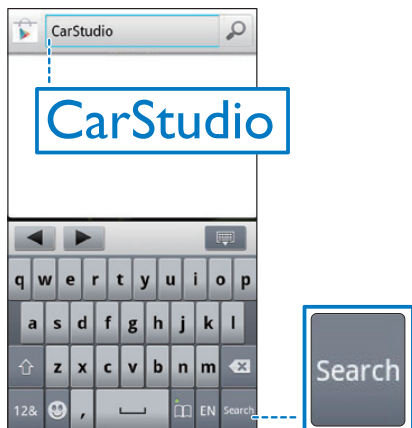 CarStudio
CarStudio
q w e r t y u i o p
a s d f g h j k l
z x c v b n m
12& , EN Search
Search